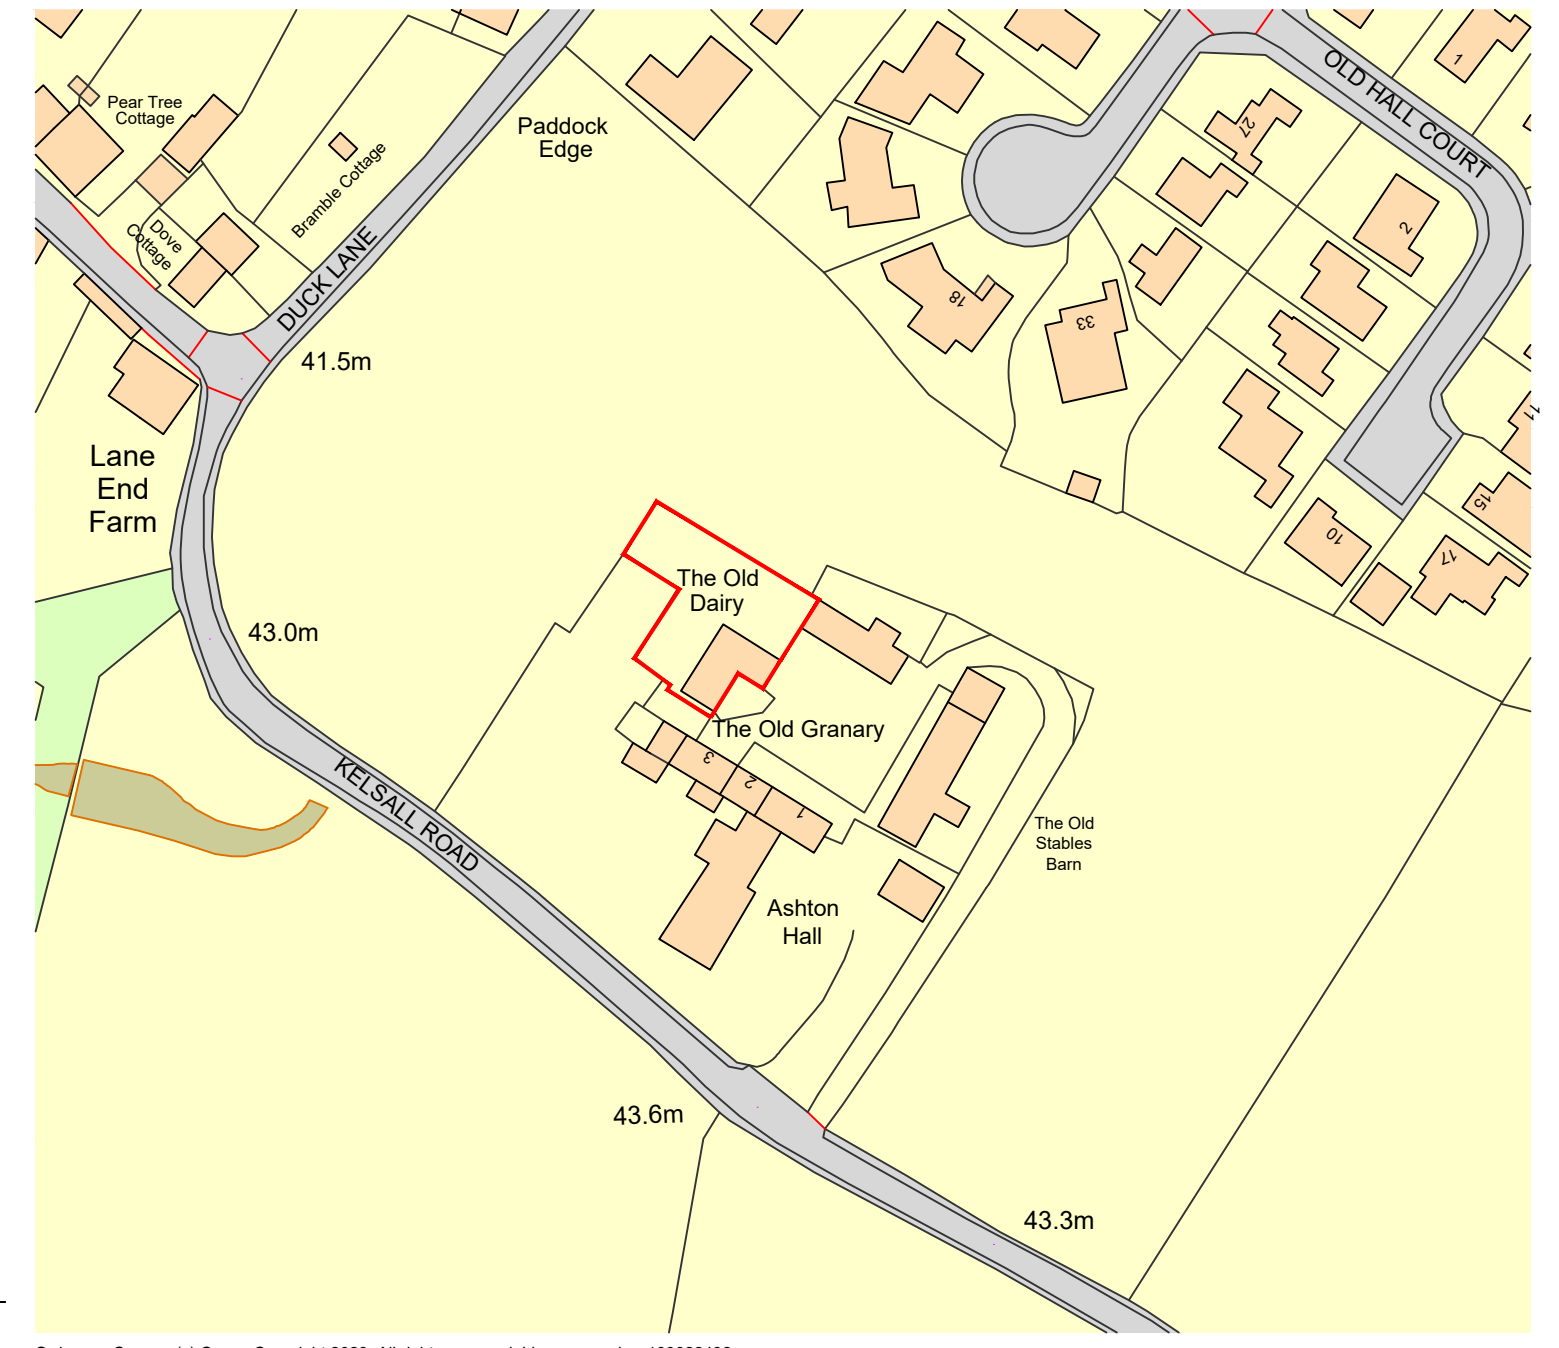 Pear Tree
Cottage
Bramble Cottage
Dove
Cottage
DUCK LANE
Paddock
Edge
OLD HALL COURT
1
27
2
18
33
41.5m
Lane
End
Farm
11
15
10
17
43.0m
The Old
Dairy
The Old Granary
3
2
1
KELSALL ROAD
The Old
Stables
Barn
Ashton
Hall
43.6m
43.3m